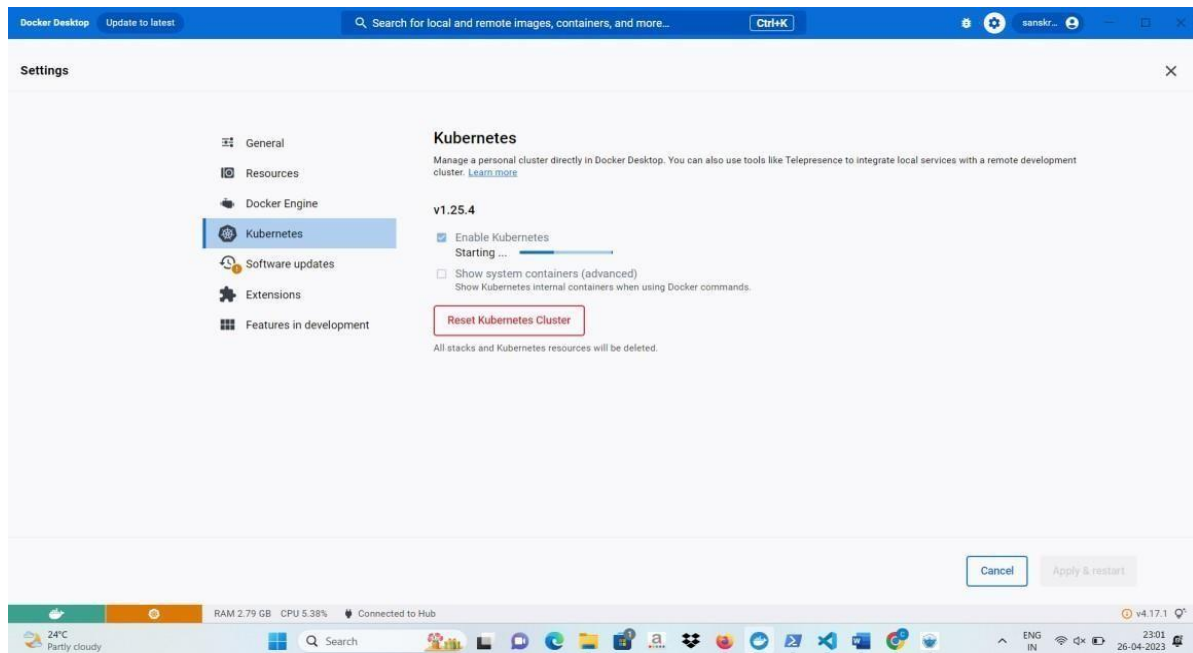 Docker Desktop Update to latest Search for local and remote images, containers, and more... Ctrl+K sanskr...
Settings
General
Resources
Docker Engine
Kubernetes
Software updates
Extensions
Features in development
Kubernetes
Manage a personal cluster directly in Docker Desktop. You can also use tools like Telepresence to integrate local services with a remote development
cluster. Learn more
v1.25.4
Enable Kubernetes
Starting ...
Show system containers (advanced)
Show Kubernetes internal containers when using Docker commands.
Reset Kubernetes Cluster
All stacks and Kubernetes resources will be deleted.
Cancel Apply & restart
RAM 2.79 GB CPU 5.38% Connected to Hub v4.17.1
24°C
Partly cloudy
Search
ENG
IN
23:01
26-04-2023